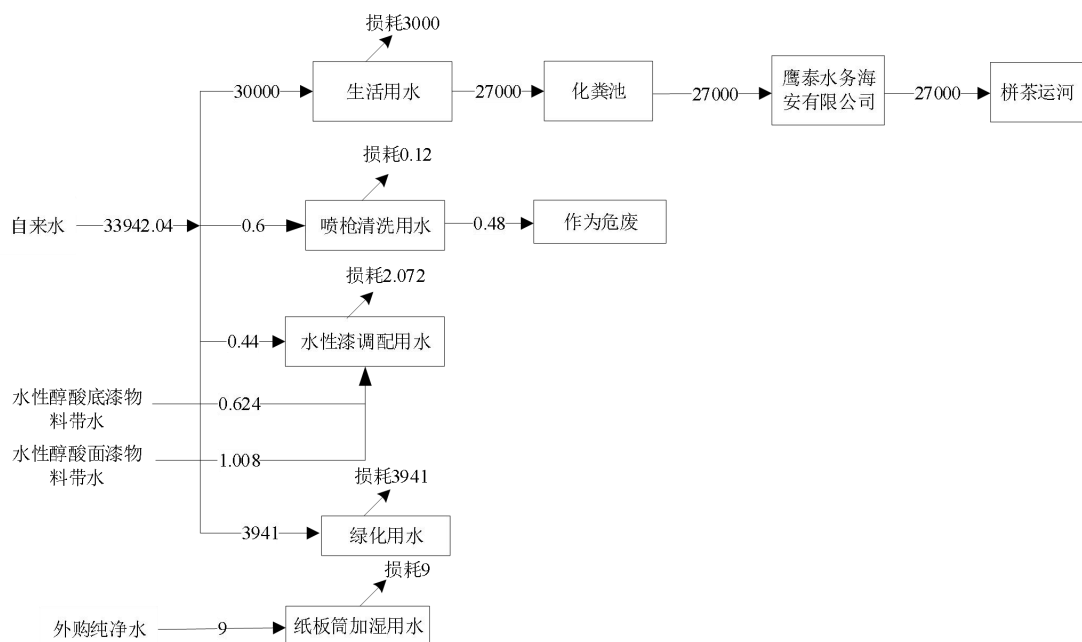 损耗3000
30000
生活用水
27000
化粪池
27000
鹰泰水务海
安有限公司
27000
栟茶运河
损耗0.12
自来水
33942.04
0.6
喷枪清洗用水
0.48
作为危废
损耗2.072
0.44
水性漆调配用水
水性醇酸底漆物
料带水
0.624
水性醇酸面漆物
料带水
1.008
损耗3941
3941
绿化用水
损耗9
外购纯净水
9
纸板筒加湿用水